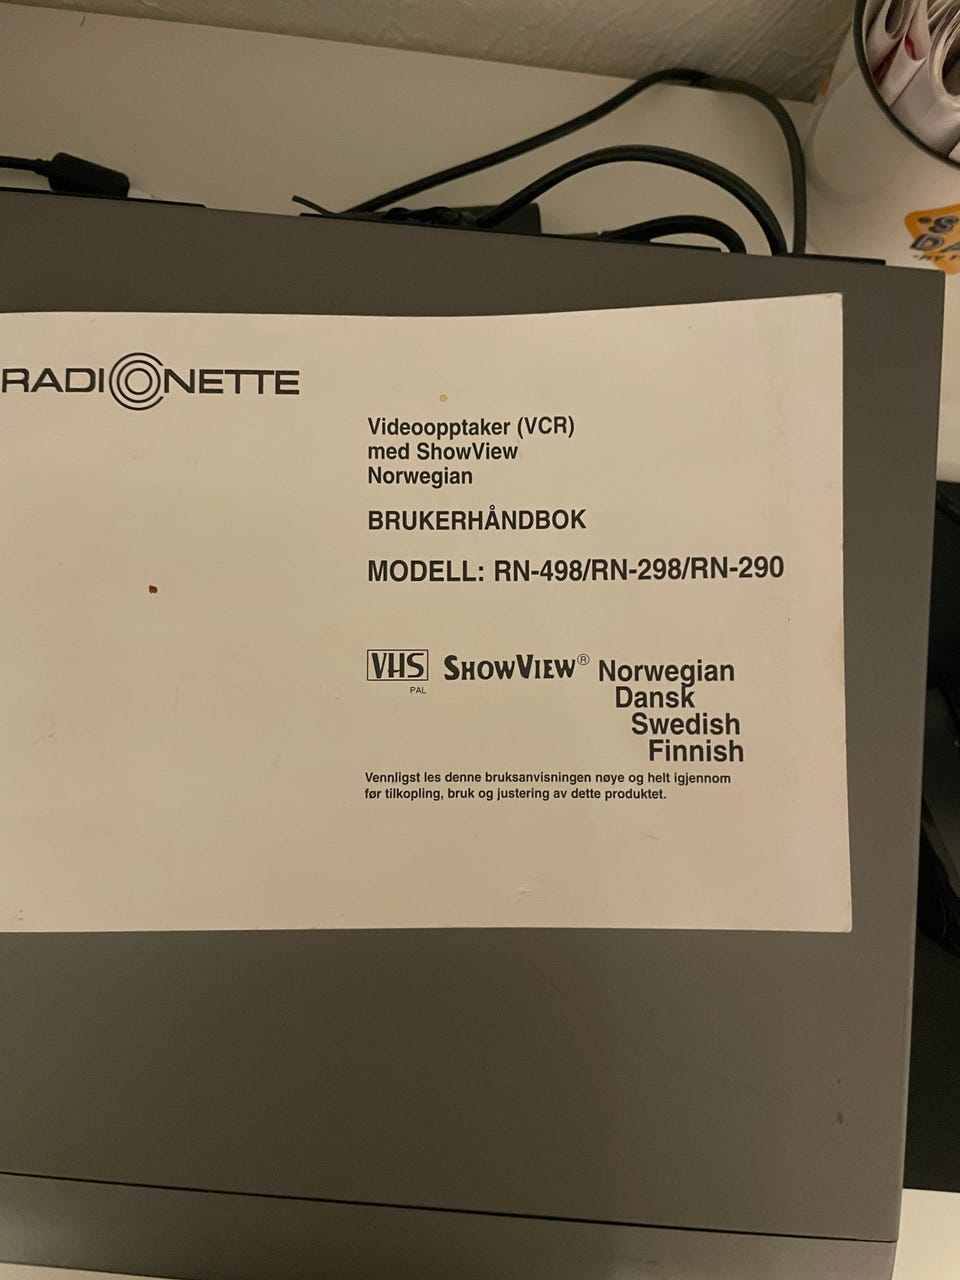 RADIONETTE
Videoopptaker (VCR)
med ShowView
Norwegian
BRUKERHÅNDBOK
MODELL: RN-498/RN-298/RN-290
VHS
PAL
SHOWVIEW® Norwegian
Dansk
Swedish
Finnish
Vennligst les denne bruksanvisningen nøye og helt igjennom
før tilkopling, bruk og justering av dette produktet.